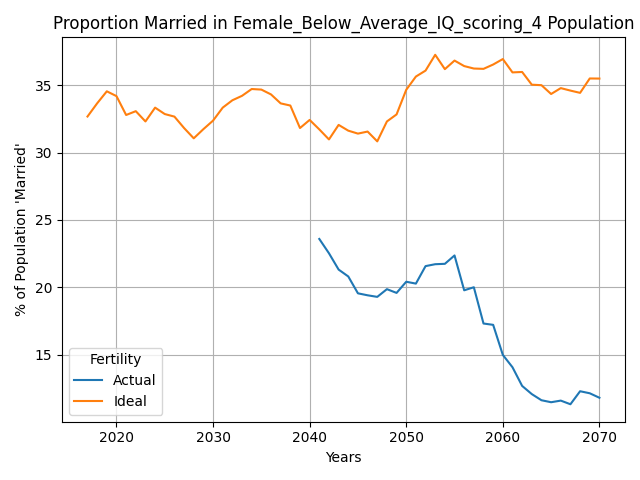 Proportion Married in Female_Below_Average_IQ_scoring_4 Population
% of Population 'Married'
35
30
25
20
15
Fertility
Actual
Ideal
2020 2030 2040 2050 2060 2070
Years